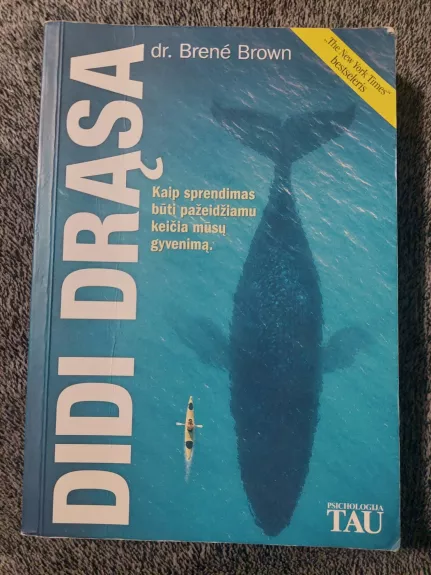 dr. Brené Brown
„The New York Times“
bestseleris
DIDI DRĄSA
Kaip sprendimas
būti pažeidžiamu
keičia mūsų
gyvenimą.
PSICHOLOGIJA
TAU